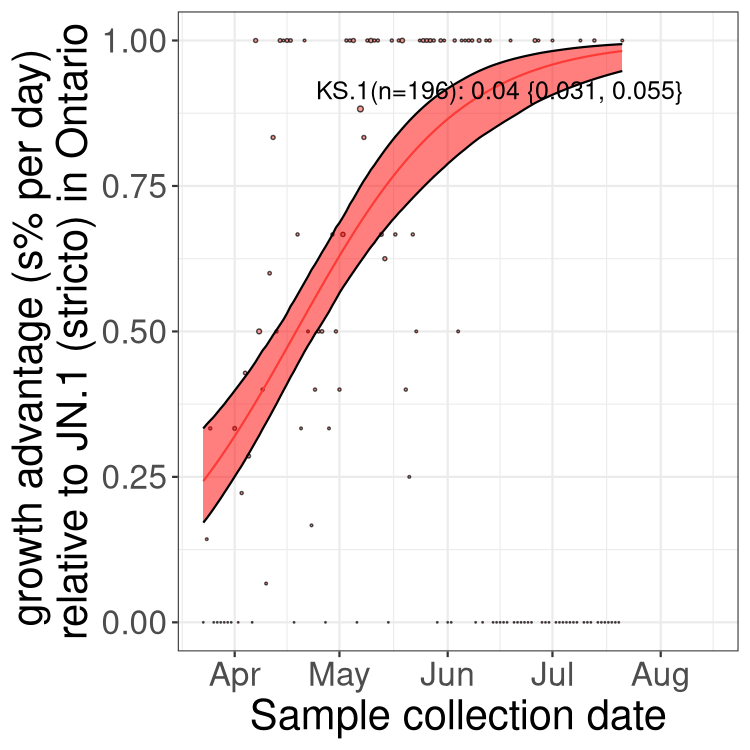 growth advantage (s% per day)
relative to JN.1 (stricto) in Ontario
1.00
0.75
0.50
0.25
0.00
KS.1(n=196): 0.04 {0.031, 0.055}
Apr May Jun Jul Aug
Sample collection date